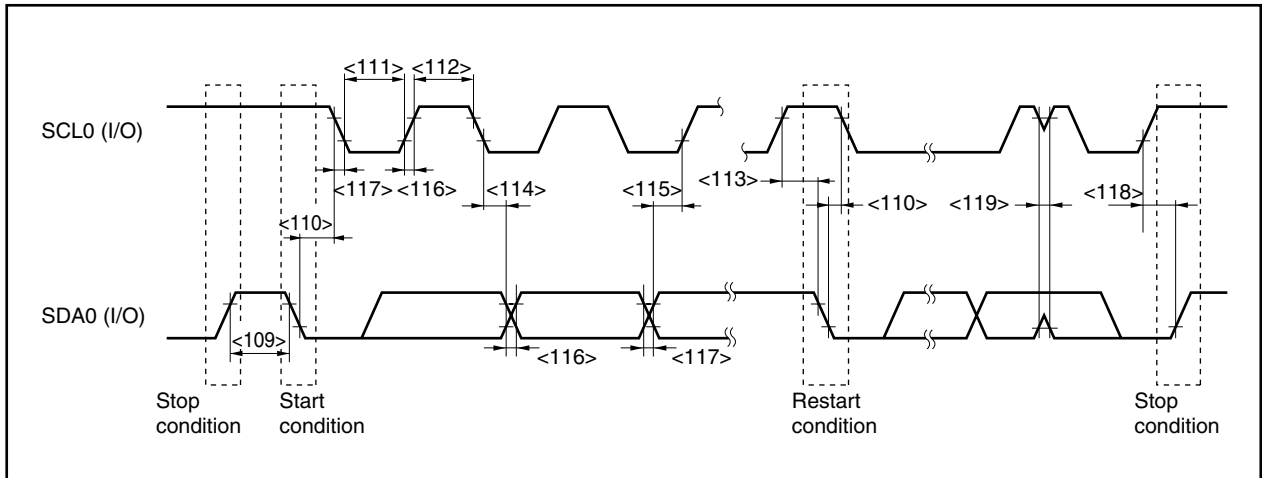 <111> <112>
SCL0 (I/O)
<117> <116> <114> <115> <113> <110> <119> <118>
<110>
SDA0 (I/O)
<109> <116> <117>
Stop condition
Start condition
Restart condition
Stop condition